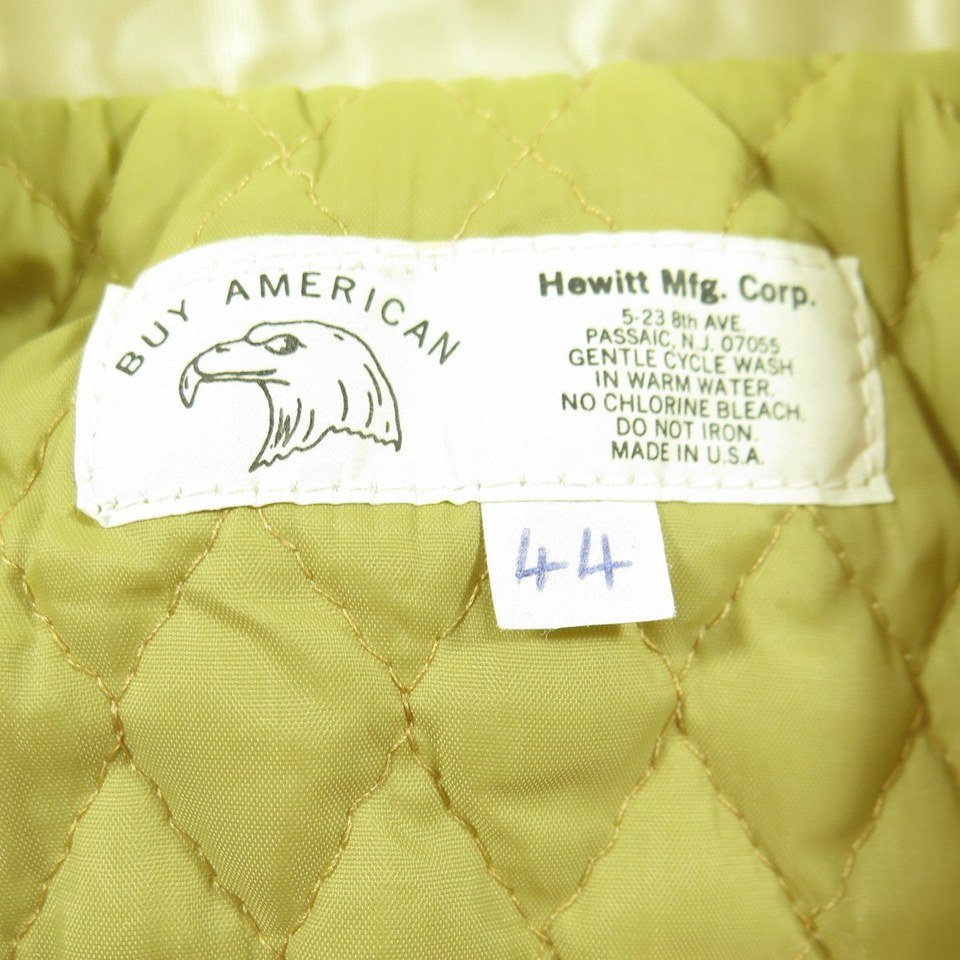 BUY AMERICAN
Hewitt Mfg. Corp.
5-23 8th AVE.
PASSAIC, N.J. 07055
GENTLE CYCLE WASH
IN WARM WATER.
NO CHLORINE BLEACH.
DO NOT IRON.
MADE IN U.S.A.
44